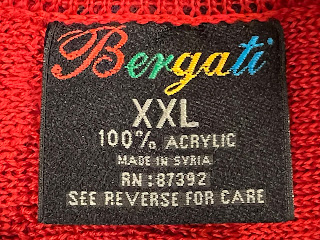 Bergati
XXL
100% ACRYLIC
MADE IN SYRIA
RN: 87392
SEE REVERSE FOR CARE